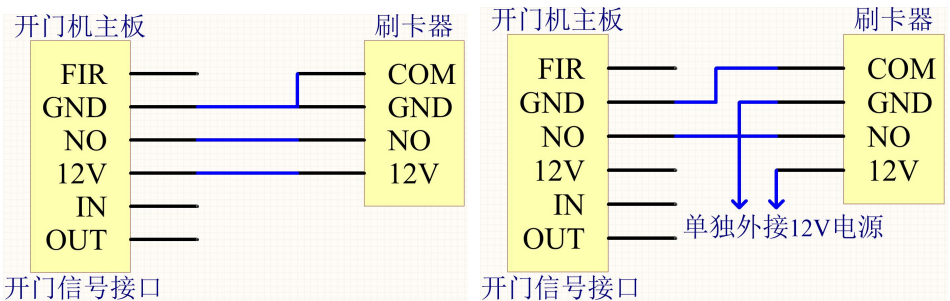 开门机主板
刷卡器
FIR
GND
NO
12V
IN
OUT
COM
GND
NO
12V
开门信号接口
开门机主板
刷卡器
FIR
GND
NO
12V
IN
OUT
COM
GND
NO
12V
单独外接12V电源
开门信号接口